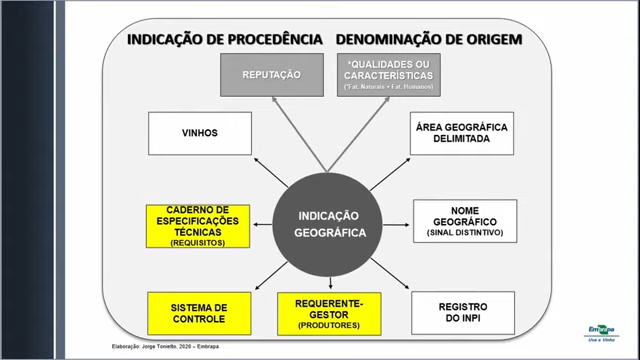 INDICAÇÃO DE PROCEDÊNCIA DENOMINAÇÃO DE ORIGEM
REPUTAÇÃO
*QUALIDADES OU
CARACTERÍSTICAS
(*Fat. Naturais + Fat. Humanos)
VINHOS
ÁREA GEOGRÁFICA
DELIMITADA
CADERNO DE
ESPECIFICAÇÕES
TÉCNICAS
(REQUISITOS)
INDICAÇÃO
GEOGRÁFICA
NOME
GEOGRÁFICO
(SINAL DISTINTIVO)
SISTEMA DE
CONTROLE
REQUERENTE-
GESTOR
(PRODUTORES)
REGISTRO
DO INPI
Elaboração: Jorge Tonietto, 2020 – Embrapa.
Embrapa
Uva e Vinho